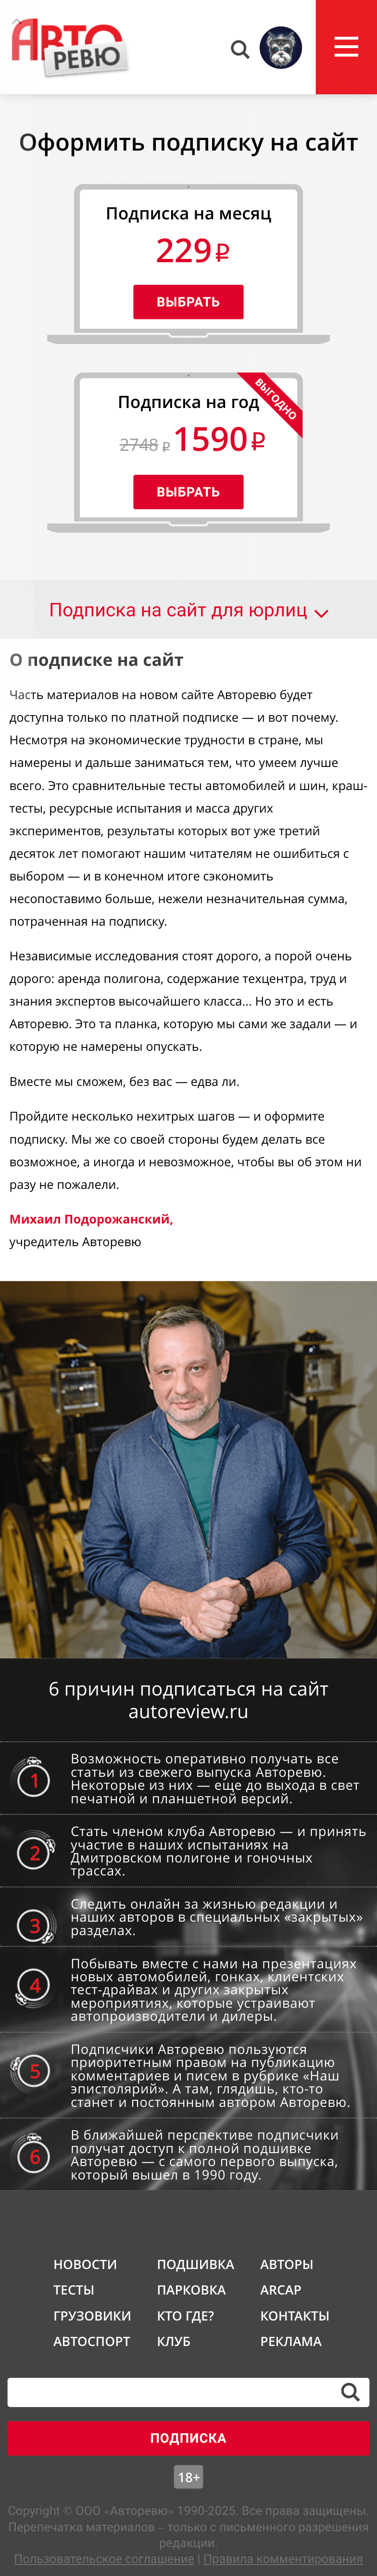 АВТО
РЕВЮ
Оформить подписку на сайт
Подписка на месяц
229 ₽
ВЫБРАТЬ
ВЫГОДНО
Подписка на год
2748 ₽ 1590 ₽
ВЫБРАТЬ
Подписка на сайт для юрлиц
О подписке на сайт
Часть материалов на новом сайте Авторевю будет
доступна только по платной подписке — и вот почему.
Несмотря на экономические трудности в стране, мы
намерены и дальше заниматься тем, что умеем лучше
всего. Это сравнительные тесты автомобилей и шин, краш-
тесты, ресурсные испытания и масса других
экспериментов, результаты которых вот уже третий
десяток лет помогают нашим читателям не ошибиться с
выбором — и в конечном итоге сэкономить
несопоставимо больше, нежели незначительная сумма,
потраченная на подписку.
Независимые исследования стоят дорого, а порой очень
дорого: аренда полигона, содержание техцентра, труд и
знания экспертов высочайшего класса... Но это и есть
Авторевю. Это та планка, которую мы сами же задали — и
которую не намерены опускать.
Вместе мы сможем, без вас — едва ли.
Пройдите несколько нехитрых шагов — и оформите
подписку. Мы же со своей стороны будем делать все
возможное, а иногда и невозможное, чтобы вы об этом ни
разу не пожалели.
Михаил Подорожанский,
учредитель Авторевю
6 причин подписаться на сайт
autoreview.ru
1
Возможность оперативно получать все
статьи из свежего выпуска Авторевю.
Некоторые из них — еще до выхода в свет
печатной и планшетной версий.
2
Стать членом клуба Авторевю — и принять
участие в наших испытаниях на
Дмитровском полигоне и гоночных
трассах.
3
Следить онлайн за жизнью редакции и
наших авторов в специальных «закрытых»
разделах.
4
Побывать вместе с нами на презентациях
новых автомобилей, гонках, клиентских
тест-драйвах и других закрытых
мероприятиях, которые устраивают
автопроизводители и дилеры.
5
Подписчики Авторевю пользуются
приоритетным правом на публикацию
комментариев и писем в рубрике «Наш
эпистолярий». А там, глядишь, кто-то
станет и постоянным автором Авторевю.
6
В ближайшей перспективе подписчики
получат доступ к полной подшивке
Авторевю — с самого первого выпуска,
который вышел в 1990 году.
НОВОСТИ ПОДШИВКА АВТОРЫ
ТЕСТЫ ПАРКОВКА ARCAP
ГРУЗОВИКИ КТО ГДЕ? КОНТАКТЫ
АВТОСПОРТ КЛУБ РЕКЛАМА
ПОДПИСКА
18+
Copyright © ООО «Авторевю» 1990-2025. Все права защищены.
Перепечатка материалов – только с письменного разрешения
редакции.
Пользовательское соглашение | Правила комментирования